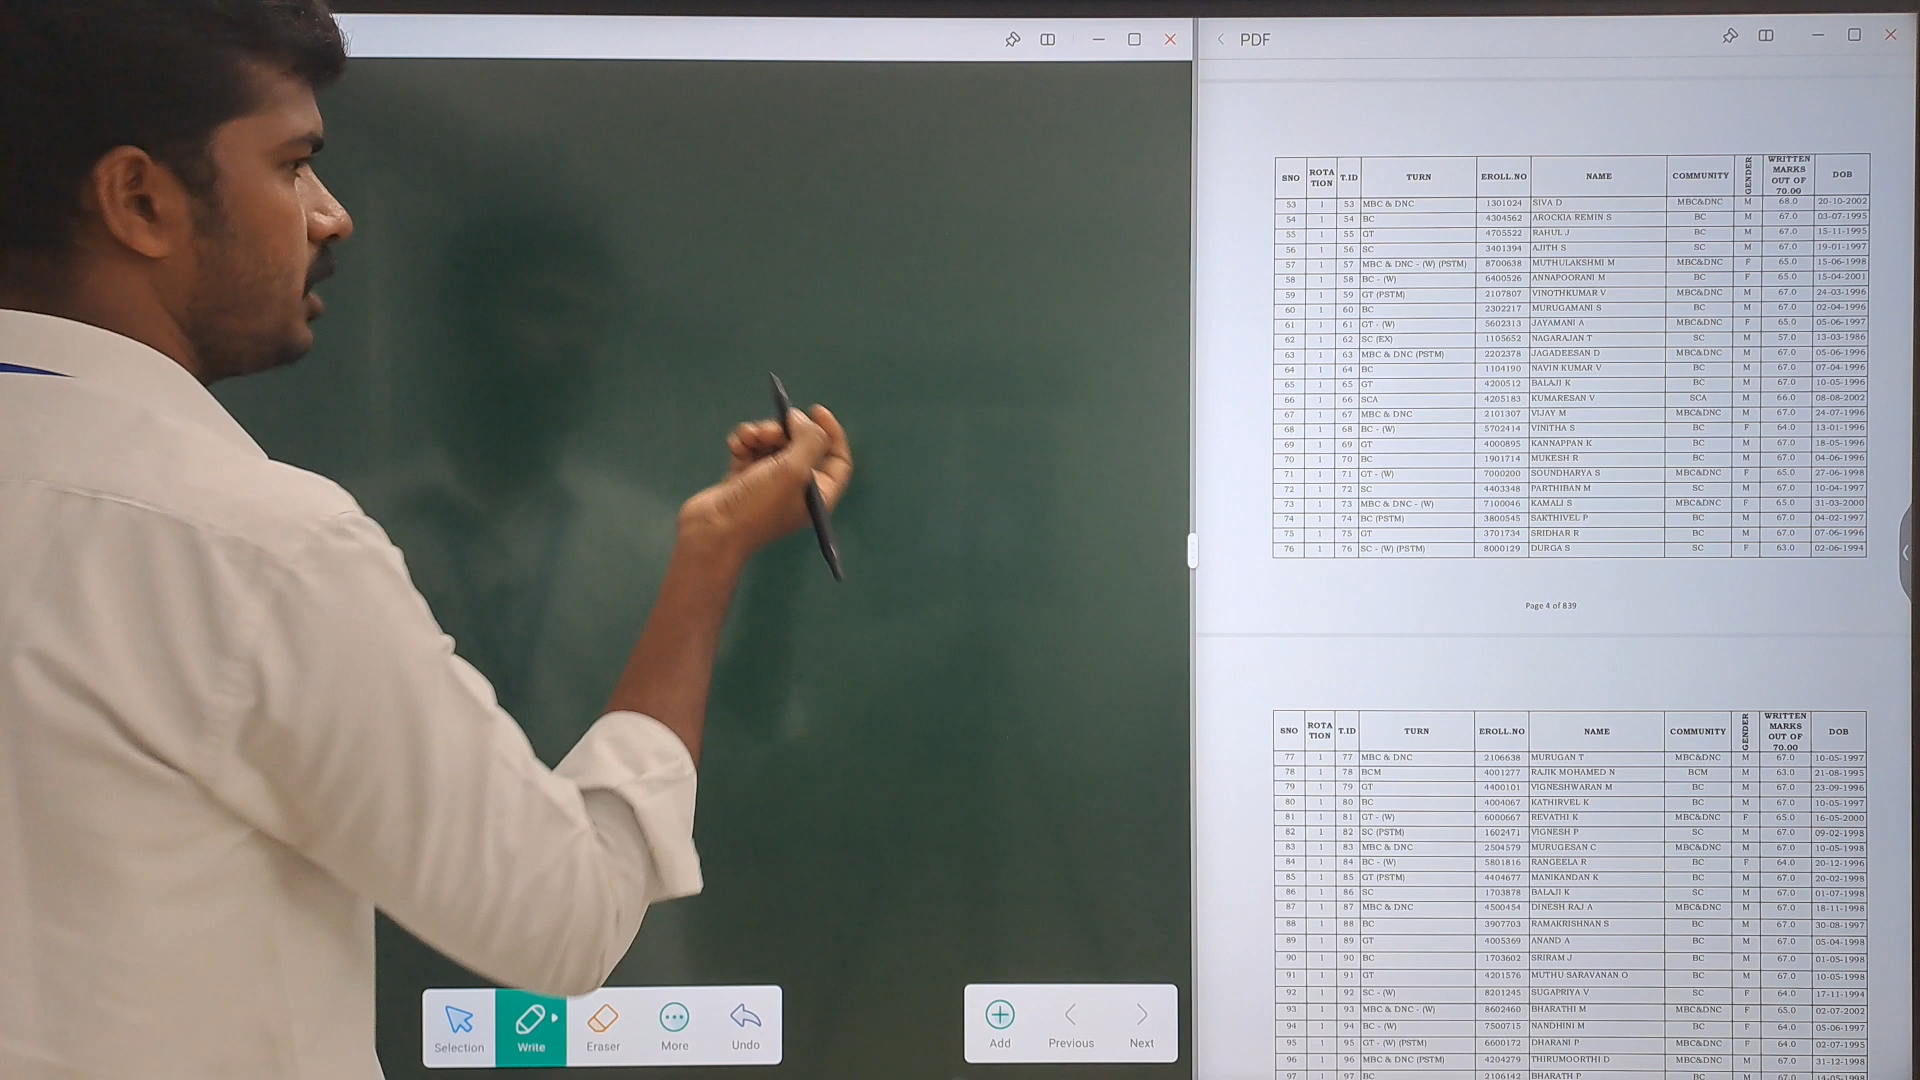 PDF
SNO ROTATION T.ID TURN EROLL.NO NAME COMMUNITY GENDER WRITTEN MARKS OUT OF 70.00 DOB
53 1 53 MBC & DNC 1301024 SIVA D MBC&DNC M 68.0 20-10-2002
54 1 54 BC 4304562 AROCKIA REMIN S BC M 67.0 03-07-1995
55 1 55 GT 4705522 RAHUL J BC M 67.0 15-11-1995
56 1 56 SC 3401394 AJITH S SC M 67.0 19-01-1997
57 1 57 MBC & DNC - (W) (PSTM) 8700638 MUTHULAKSHMI M MBC&DNC F 65.0 15-06-1998
58 1 58 BC - (W) 6400526 ANNAPOORANI M BC F 65.0 15-04-2001
59 1 59 GT (PSTM) 2107807 VINOTHKUMAR V MBC&DNC M 67.0 24-03-1996
60 1 60 BC 2302217 MURUGAMANI S BC M 67.0 02-04-1996
61 1 61 GT - (W) 5602313 JAYAMANI A MBC&DNC F 65.0 05-06-1997
62 1 62 SC (EX) 1105652 NAGARAJAN T SC M 57.0 13-03-1986
63 1 63 MBC & DNC (PSTM) 2202378 JAGADEESAN D MBC&DNC M 67.0 05-06-1996
64 1 64 BC 1104190 NAVIN KUMAR V BC M 67.0 07-04-1996
65 1 65 GT 4200512 BALAJI K BC M 67.0 10-05-1996
66 1 66 SCA 4205183 KUMARESAN V SCA M 66.0 08-08-2002
67 1 67 MBC & DNC 2101307 VIJAY M MBC&DNC M 67.0 24-07-1996
68 1 68 BC - (W) 5702414 VINITHA S BC F 64.0 13-01-1996
69 1 69 GT 4000895 KANNAPPAN K BC M 67.0 18-05-1996
70 1 70 BC 1901714 MUKESH R BC M 67.0 04-06-1996
71 1 71 GT - (W) 7000200 SOUNDHARYA S MBC&DNC F 65.0 27-06-1998
72 1 72 SC 4403348 PARTHIBAN M SC M 67.0 10-04-1997
73 1 73 MBC & DNC - (W) 7100046 KAMALI S MBC&DNC F 65.0 31-03-2000
74 1 74 BC (PSTM) 3800545 SAKTHIVEL P BC M 67.0 04-02-1997
75 1 75 GT 3701734 SRIDHAR R BC M 67.0 07-06-1996
76 1 76 SC - (W) (PSTM) 8000129 DURGA S SC F 63.0 02-06-1994
Page 4 of 839
SNO ROTATION T.ID TURN EROLL.NO NAME COMMUNITY GENDER WRITTEN MARKS OUT OF 70.00 DOB
77 1 77 MBC & DNC 2106638 MURUGAN T MBC&DNC M 67.0 10-05-1997
78 1 78 BCM 4001277 RAJIK MOHAMED N BCM M 63.0 21-08-1995
79 1 79 GT 4400101 VIGNESHWARAN M BC M 67.0 23-09-1996
80 1 80 BC 4004067 KATHIRVEL K BC M 67.0 10-05-1997
81 1 81 GT - (W) 6000667 REVATHI K MBC&DNC F 65.0 16-05-2000
82 1 82 SC (PSTM) 1602471 VIGNESH P SC M 67.0 09-02-1998
83 1 83 MBC & DNC 2504579 MURUGESAN C MBC&DNC M 67.0 10-05-1998
84 1 84 BC - (W) 5801816 RANGEELA R BC F 64.0 20-12-1996
85 1 85 GT (PSTM) 4404677 MANIKANDAN K BC M 67.0 20-02-1998
86 1 86 SC 1703878 BALAJI K SC M 67.0 01-07-1998
87 1 87 MBC & DNC 4500454 DINESH RAJ A MBC&DNC M 67.0 18-11-1998
88 1 88 BC 3907703 RAMAKRISHNAN S BC M 67.0 30-08-1997
89 1 89 GT 4005369 ANAND A BC M 67.0 05-04-1998
90 1 90 BC 1703602 SRIRAM J BC M 67.0 01-05-1998
91 1 91 GT 4201576 MUTHU SARAVANAN O BC M 67.0 10-05-1998
92 1 92 SC - (W) 8201245 SUGAPRIYA V SC F 64.0 17-11-1994
93 1 93 MBC & DNC - (W) 8602460 BHARATHI M MBC&DNC F 65.0 02-07-2002
94 1 94 BC - (W) 7500715 NANDHINI M BC F 64.0 05-06-1997
95 1 95 GT - (W) (PSTM) 6600172 DHARANI P MBC&DNC F 64.0 02-07-1995
96 1 96 MBC & DNC (PSTM) 4204279 THIRUMOORTHI D MBC&DNC M 67.0 31-12-1998
97 1 97 BC 2106142 BHARATH P BC M 67.0 14-05-1998
Selection Write Eraser More Undo
Add Previous Next